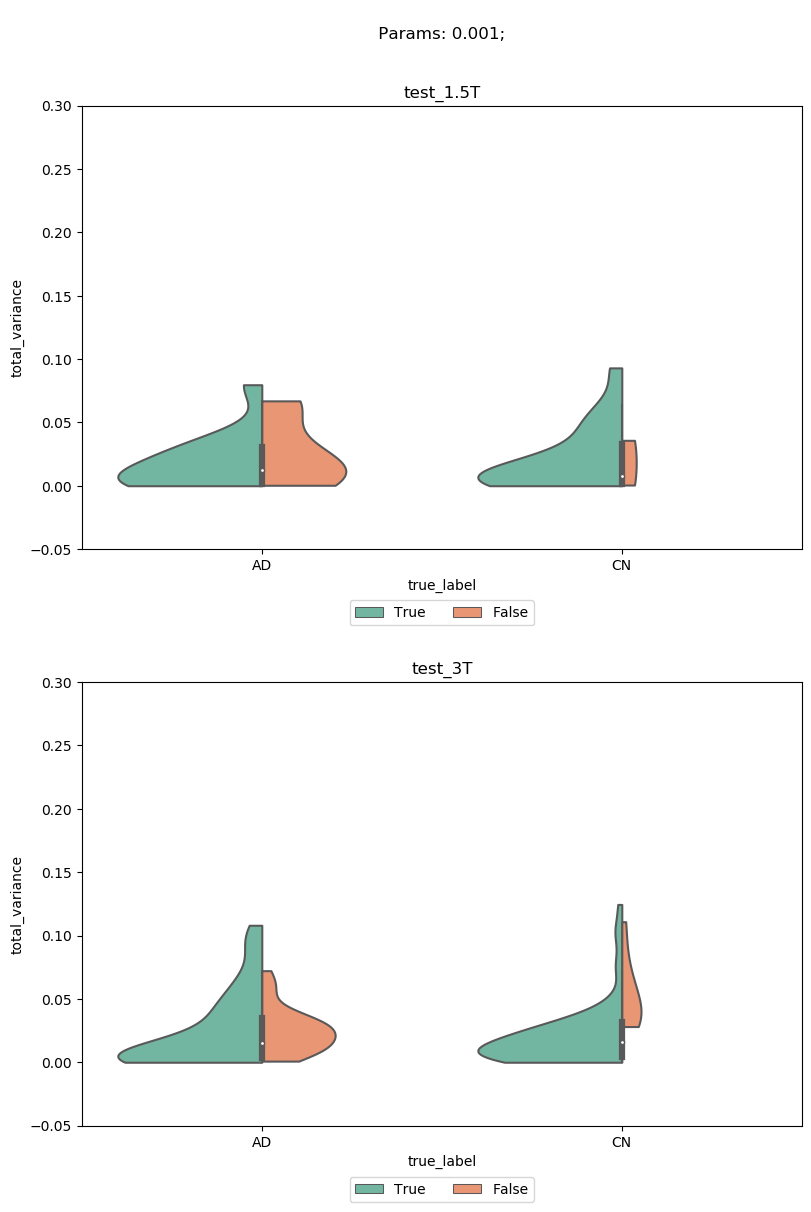 Params: 0.001;
test_1.5T
0.30
0.25
0.20
0.15
0.10
0.05
0.00
−0.05
total_variance
AD CN
true_label
True False
test_3T
0.30
0.25
0.20
0.15
0.10
0.05
0.00
−0.05
total_variance
AD CN
true_label
True False